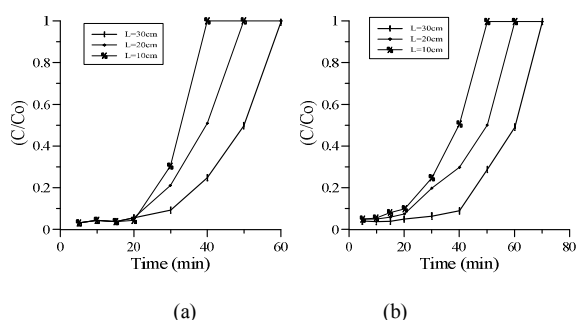 L=30cm
L=20cm
L=10cm
(C/Co)
1
0.8
0.6
0.4
0.2
0
0 20 40 60
Time (min)
(a)
L=30cm
L=20cm
L=10cm
(C/Co)
1
0.8
0.6
0.4
0.2
0
0 20 40 60 80
Time (min)
(b)